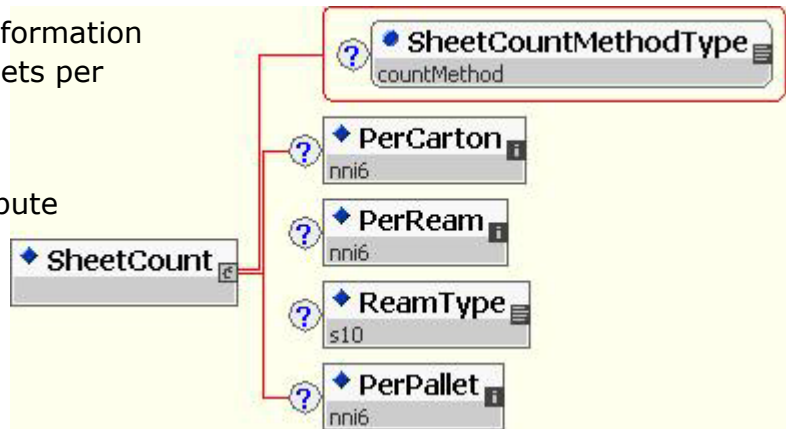 formation
ets per
bute
SheetCount
? SheetCountMethodType
countMethod
? PerCarton
nni6
? PerReam
nni6
? ReamType
s10
? PerPallet
nni6